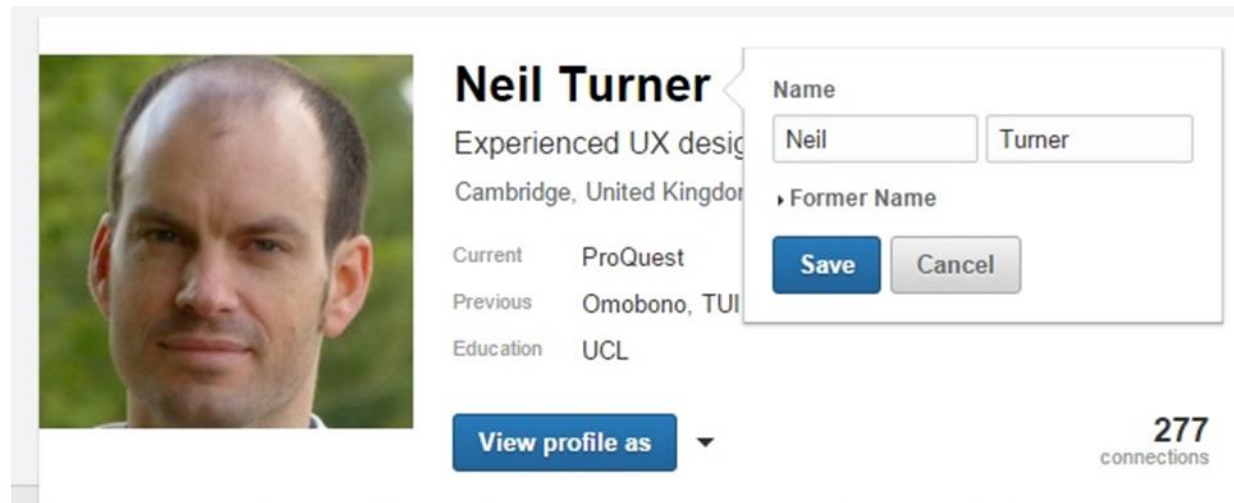 Neil Turner
Experienced UX desig
Cambridge, United Kingdom
Current ProQuest
Previous Omobono, TUI
Education UCL
View profile as
277
connections
Name
Neil Turner
Former Name
Save Cancel